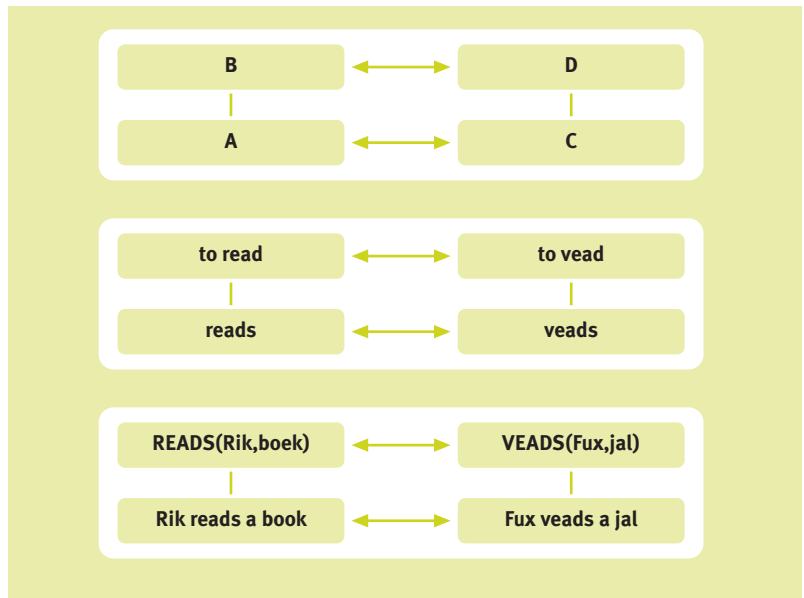 B
D
A
C
to read
to vead
reads
veads
READS(Rik,boek)
VEADS(Fux,jal)
Rik reads a book
Fux veads a jal